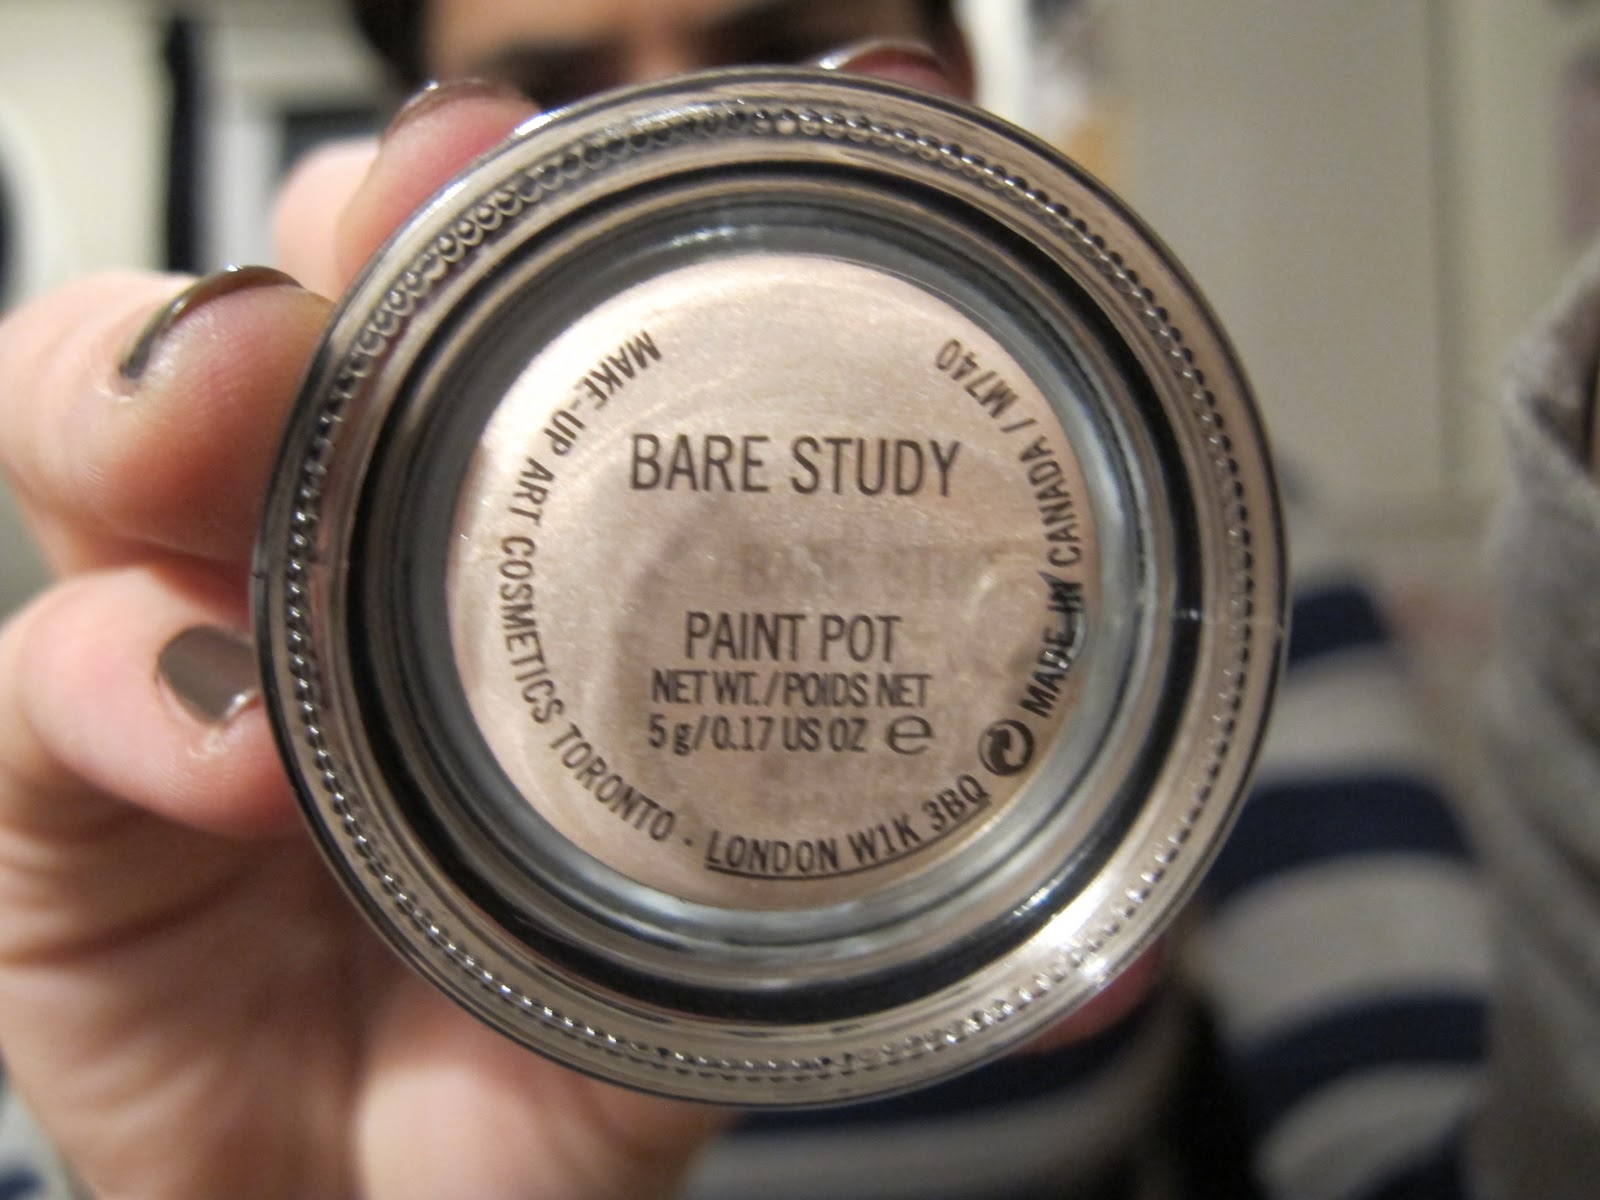 BARE STUDY
PAINT POT
NET WT./POIDS NET
5 g/0.17 US OZ e
MAKE-UP ART COSMETICS TORONTO · LONDON W1K 3BQ
MADE IN CANADA / M740